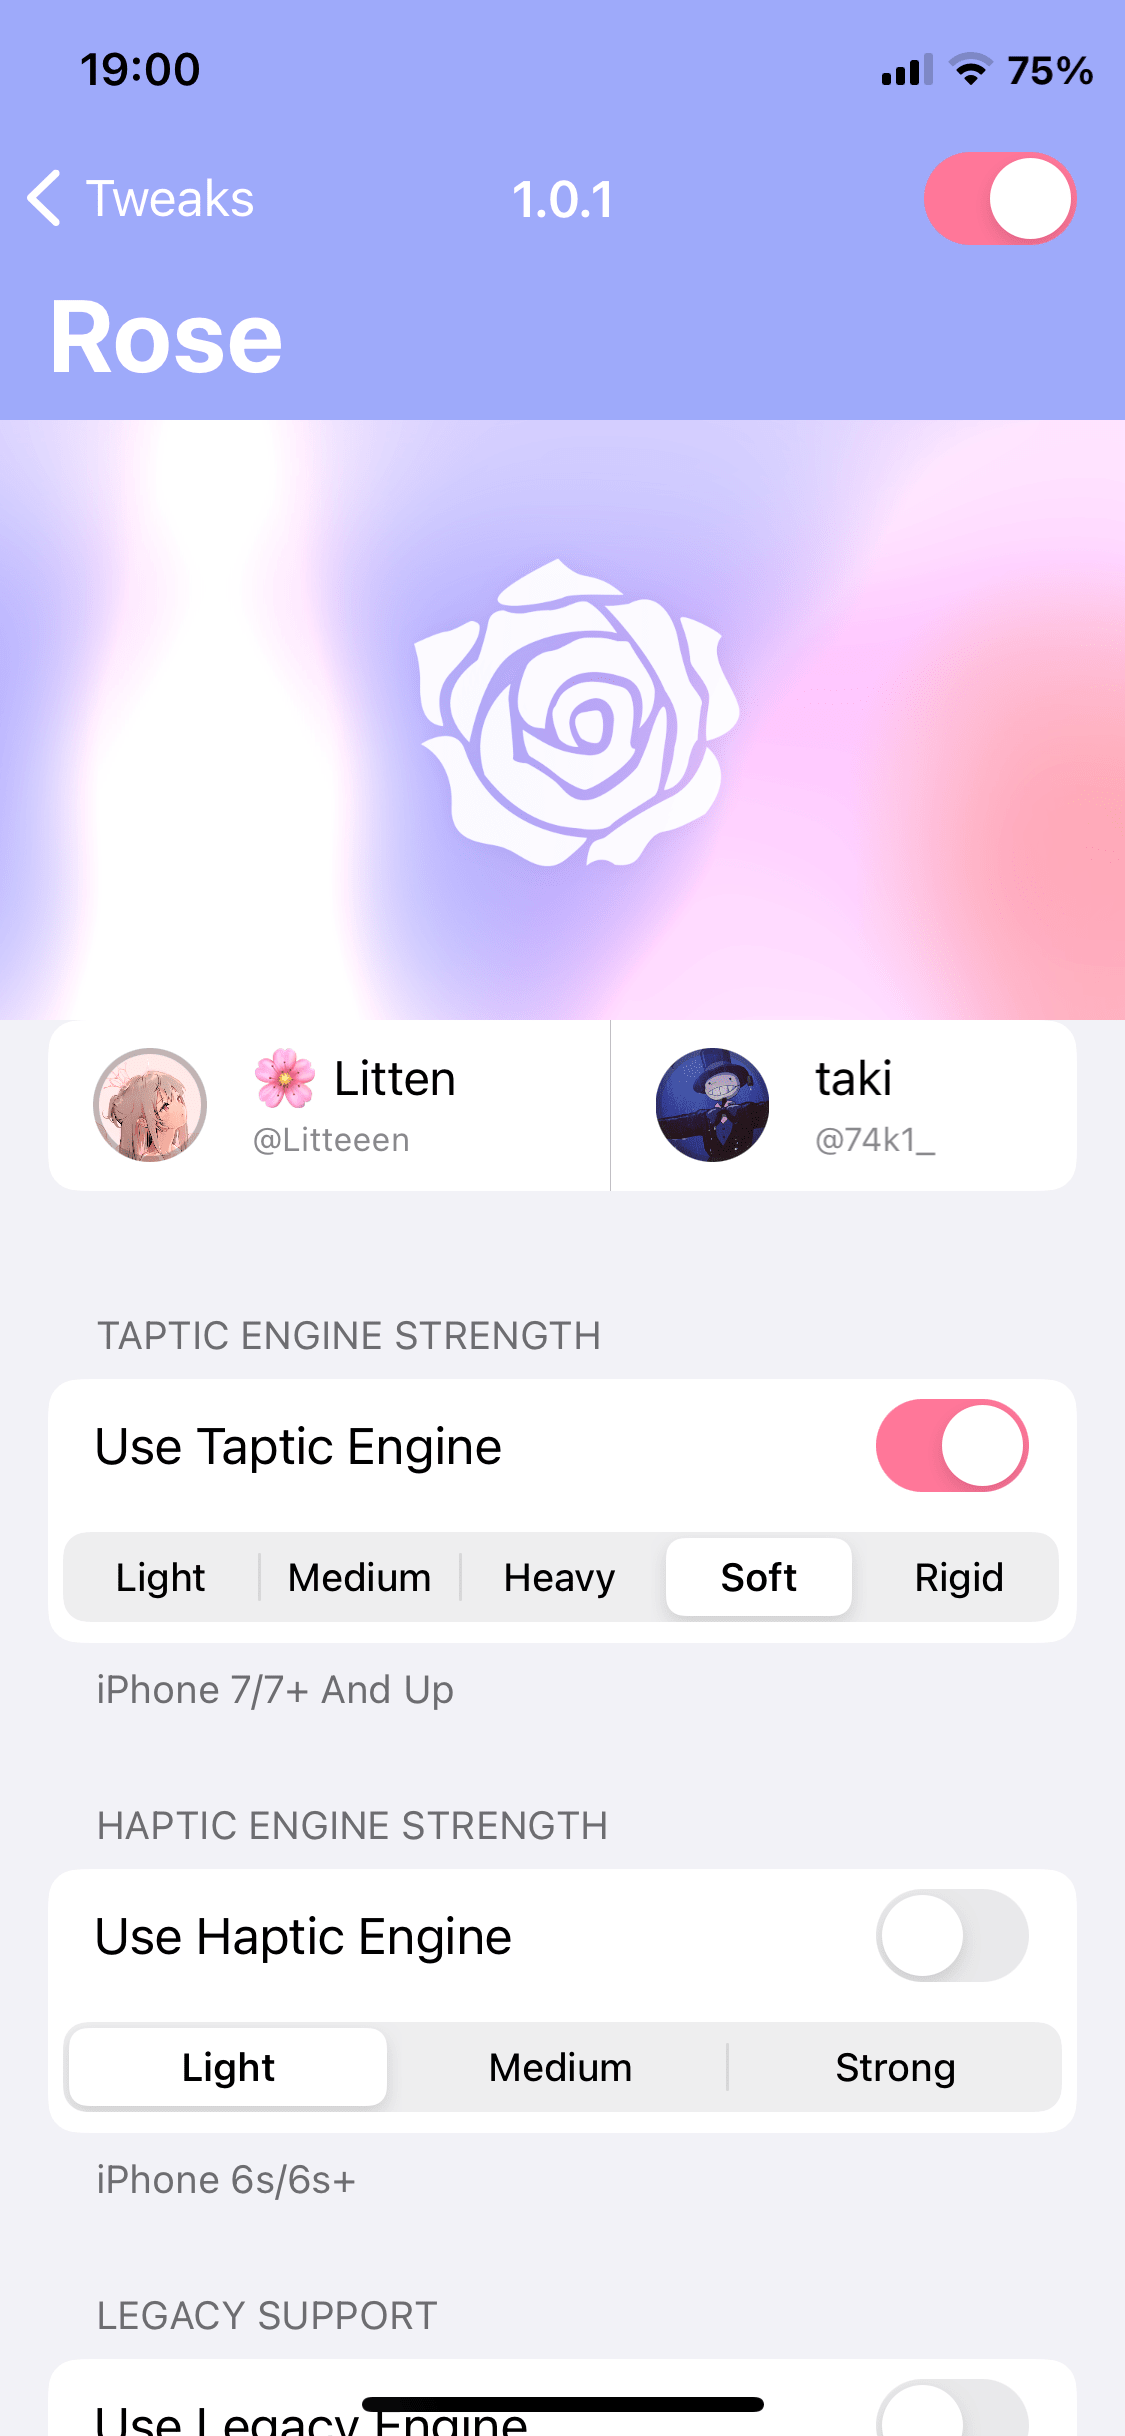 19:00
75%
Tweaks
1.0.1
Rose
🌸 Litten
@Litteeen
taki
@74k1_
TAPTIC ENGINE STRENGTH
Use Taptic Engine
Light Medium Heavy Soft Rigid
iPhone 7/7+ And Up
HAPTIC ENGINE STRENGTH
Use Haptic Engine
Light Medium Strong
iPhone 6s/6s+
LEGACY SUPPORT
Use Legacy Engine